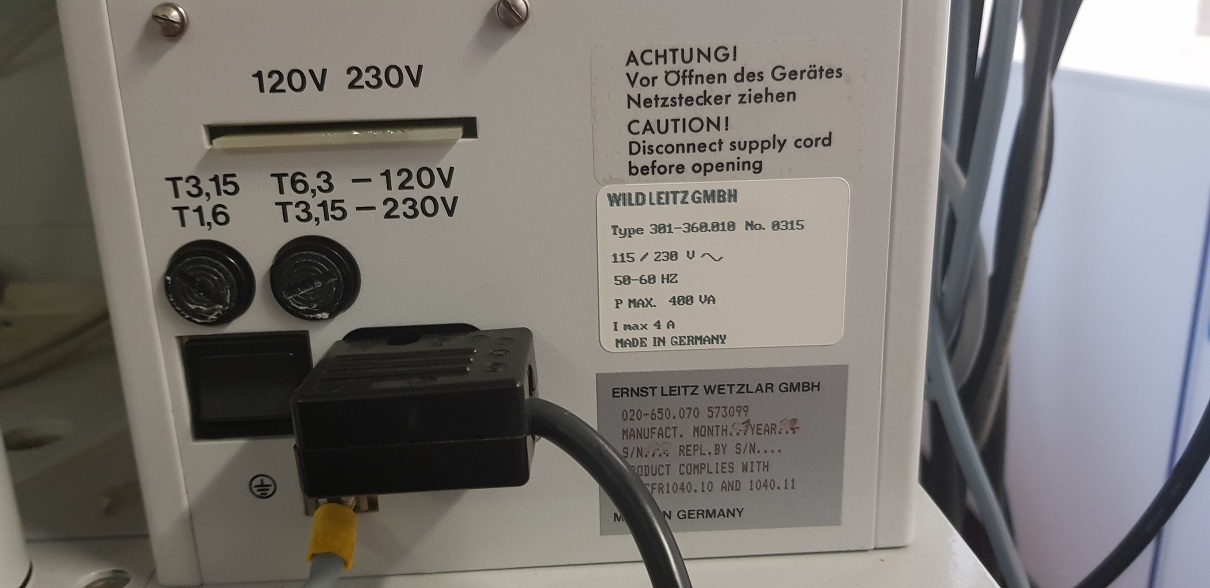 120V 230V
T3,15 T6,3 – 120V
T1,6 T3,15 – 230V
ACHTUNG!
Vor Öffnen des Gerätes
Netzstecker ziehen
CAUTION!
Disconnect supply cord
before opening
WILD LEITZ GMBH
Type 301-360.010 No. 0315
115 / 230 V ~
50-60 HZ
P MAX. 400 VA
I max 4 A
MADE IN GERMANY
ERNST LEITZ WETZLAR GMBH
020-650.070 573099
MANUFACT. MONTH YEAR
S/N REPL.BY S/N....
PRODUCT COMPLIES WITH
CFR1040.10 AND 1040.11
MADE IN GERMANY